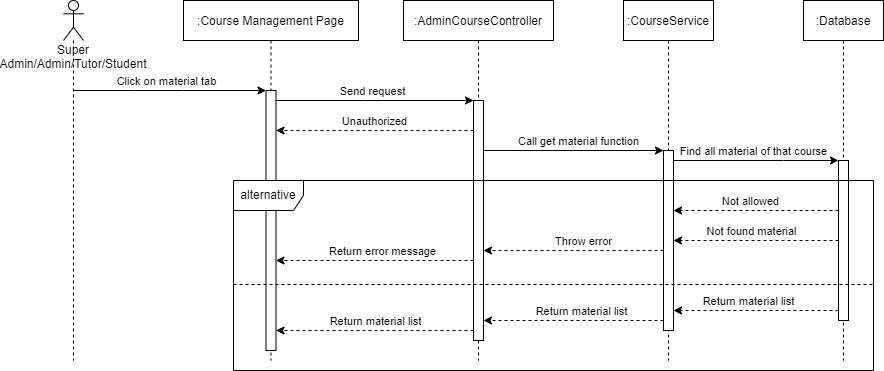 :Course Management Page
:AdminCourseController
:CourseService
:Database
Super
Admin/Admin/Tutor/Student
Click on material tab
Send request
Unauthorized
Call get material function
Find all material of that course
alternative
Not allowed
Not found material
Throw error
Return error message
Return material list
Return material list
Return material list